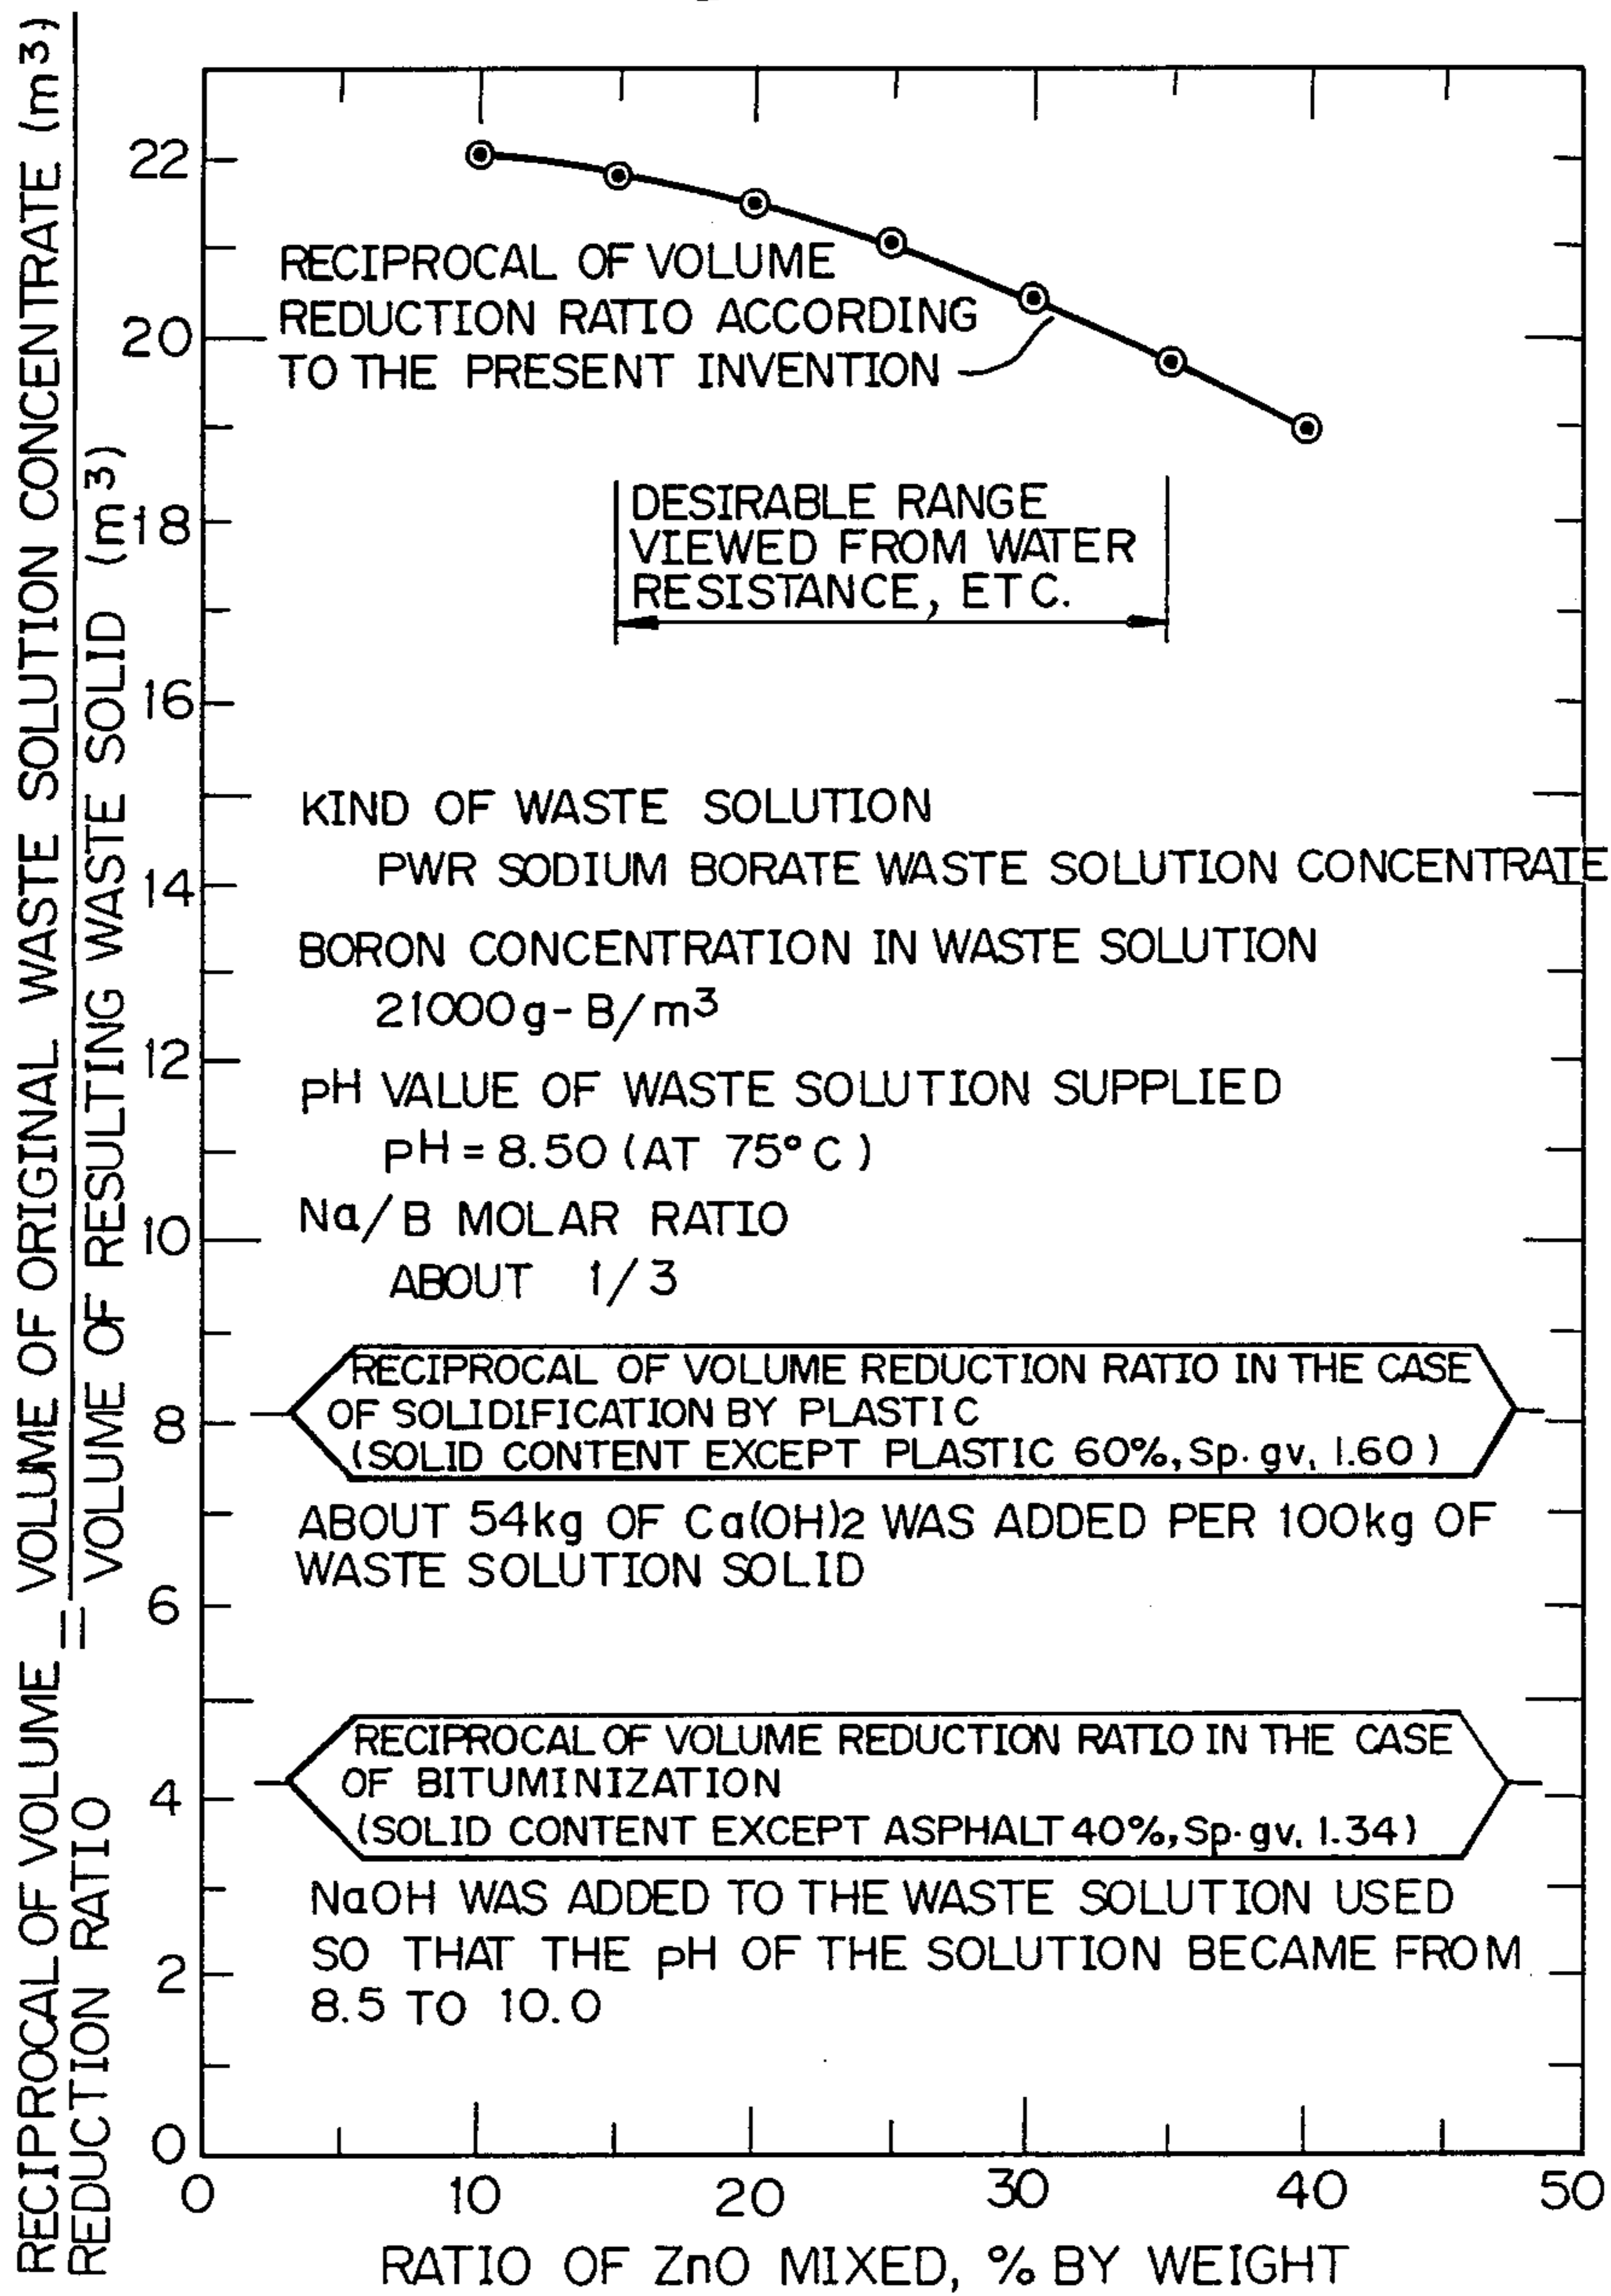 RECIPROCAL OF VOLUME
REDUCTION RATIO
=
VOLUME OF ORIGINAL WASTE SOLUTION CONCENTRATE (m³)
VOLUME OF RESULTING WASTE SOLID (m³)
22
20
18
16
14
12
10
8
6
4
2
0
RECIPROCAL OF VOLUME
REDUCTION RATIO ACCORDING
TO THE PRESENT INVENTION
DESIRABLE RANGE
VIEWED FROM WATER
RESISTANCE, ETC.
KIND OF WASTE SOLUTION
PWR SODIUM BORATE WASTE SOLUTION CONCENTRATE
BORON CONCENTRATION IN WASTE SOLUTION
21000g-B/m³
pH VALUE OF WASTE SOLUTION SUPPLIED
pH=8.50 (AT 75°C)
Na/B MOLAR RATIO
ABOUT 1/3
RECIPROCAL OF VOLUME REDUCTION RATIO IN THE CASE
OF SOLIDIFICATION BY PLASTIC
(SOLID CONTENT EXCEPT PLASTIC 60%, Sp.gv. 1.60)
ABOUT 54kg OF Ca(OH)2 WAS ADDED PER 100kg OF
WASTE SOLUTION SOLID
RECIPROCAL OF VOLUME REDUCTION RATIO IN THE CASE
OF BITUMINIZATION
(SOLID CONTENT EXCEPT ASPHALT 40%, Sp.gv. 1.34)
NaOH WAS ADDED TO THE WASTE SOLUTION USED
SO THAT THE pH OF THE SOLUTION BECAME FROM
8.5 TO 10.0
0 10 20 30 40 50
RATIO OF ZnO MIXED, % BY WEIGHT